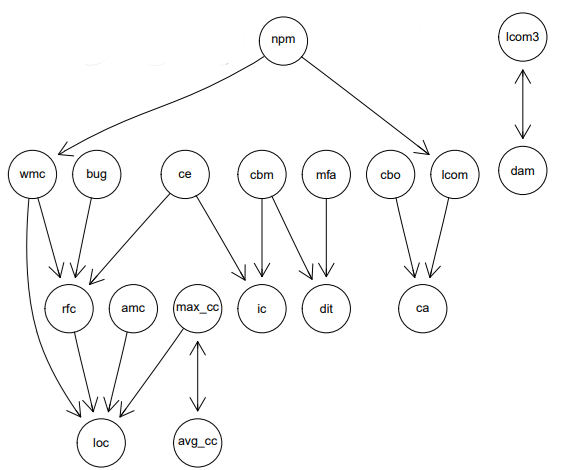 npm
lcom3
wmc
bug
ce
cbm
mfa
cbo
lcom
dam
rfc
amc
max_cc
ic
dit
ca
loc
avg_cc